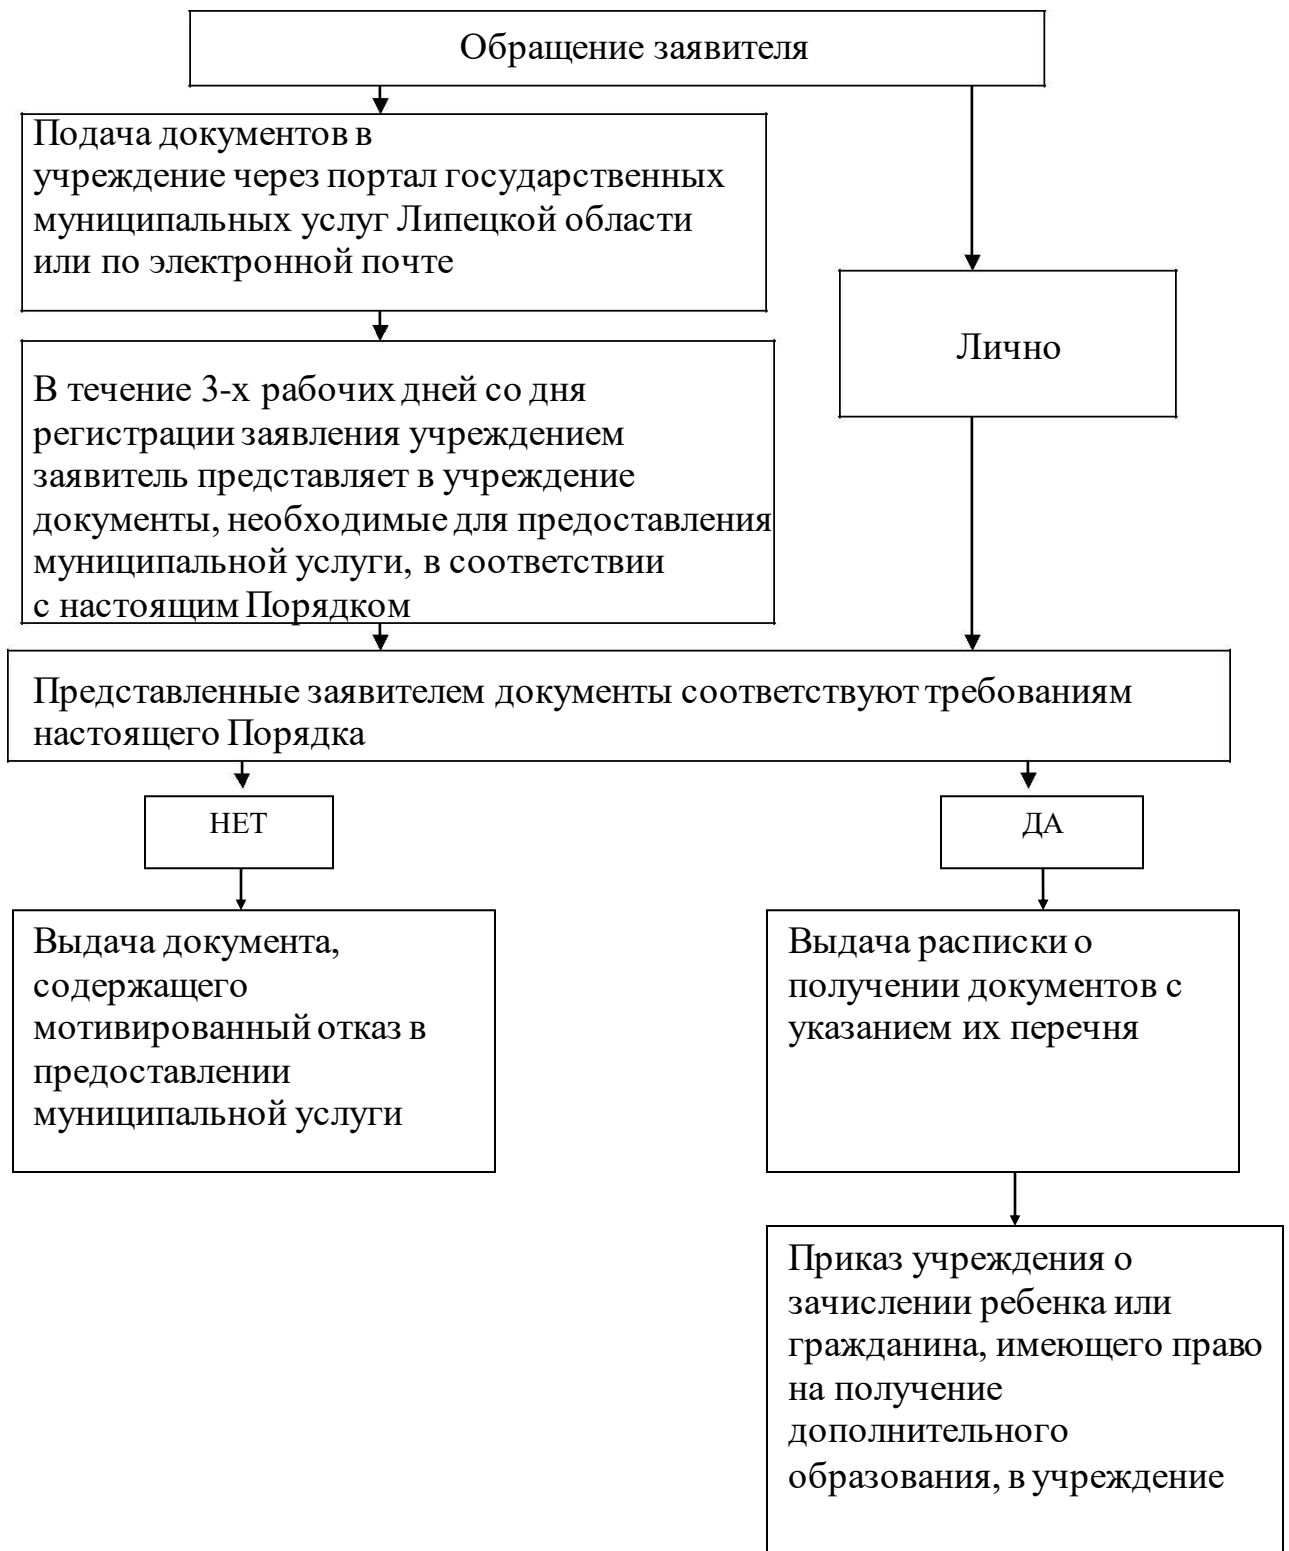 Обращение заявителя
Подача документов в
учреждение через портал государственных
муниципальных услуг Липецкой области
или по электронной почте
Лично
В течение 3-х рабочих дней со дня
регистрации заявления учреждением
заявитель представляет в учреждение
документы, необходимые для предоставления
муниципальной услуги, в соответствии
с настоящим Порядком
Представленные заявителем документы соответствуют требованиям
настоящего Порядка
НЕТ
ДА
Выдача документа,
содержащего
мотивированный отказ в
предоставлении
муниципальной услуги
Выдача расписки о
получении документов с
указанием их перечня
Приказ учреждения о
зачислении ребенка или
гражданина, имеющего право
на получение
дополнительного
образования, в учреждение